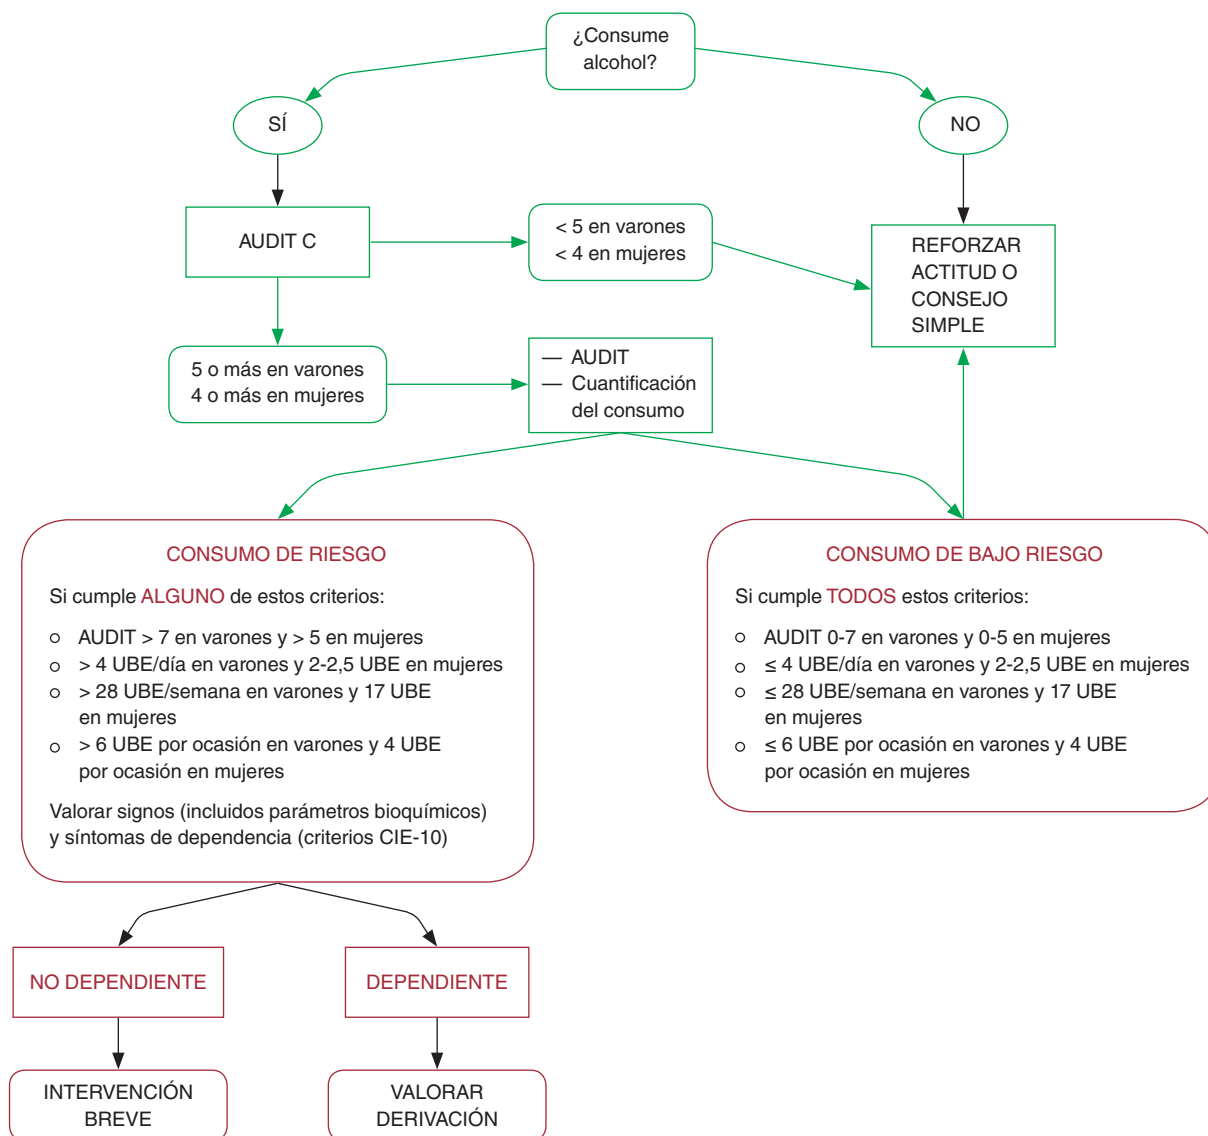 ¿Consume
alcohol?
SÍ
NO
AUDIT C
< 5 en varones
< 4 en mujeres
REFORZAR
ACTITUD O
CONSEJO
SIMPLE
5 o más en varones
4 o más en mujeres
— AUDIT
— Cuantificación
del consumo
CONSUMO DE RIESGO
Si cumple ALGUNO de estos criterios:
AUDIT > 7 en varones y > 5 en mujeres
> 4 UBE/día en varones y 2-2,5 UBE en mujeres
> 28 UBE/semana en varones y 17 UBE
en mujeres
> 6 UBE por ocasión en varones y 4 UBE
por ocasión en mujeres
Valorar signos (incluidos parámetros bioquímicos)
y síntomas de dependencia (criterios CIE-10)
CONSUMO DE BAJO RIESGO
Si cumple TODOS estos criterios:
AUDIT 0-7 en varones y 0-5 en mujeres
≤ 4 UBE/día en varones y 2-2,5 UBE en mujeres
≤ 28 UBE/semana en varones y 17 UBE
en mujeres
≤ 6 UBE por ocasión en varones y 4 UBE
por ocasión en mujeres
NO DEPENDIENTE
DEPENDIENTE
INTERVENCIÓN
BREVE
VALORAR
DERIVACIÓN